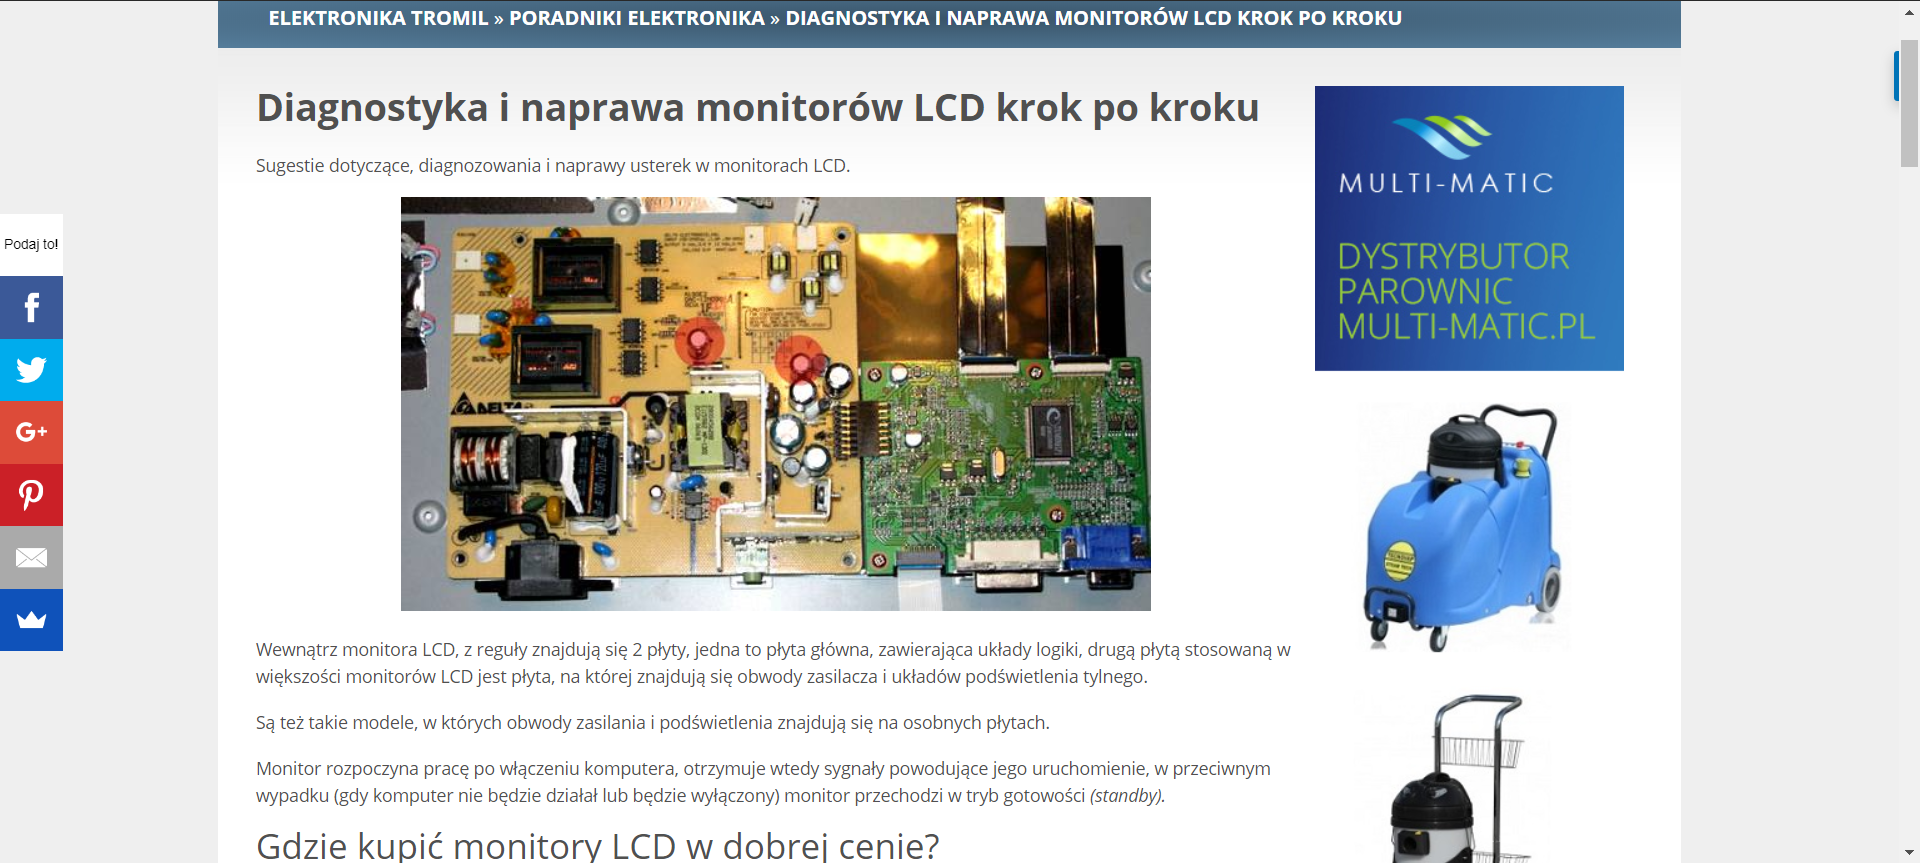 ELEKTRONIKA TROMIL » PORADNIKI ELEKTRONIKA » DIAGNOSTYKA I NAPRAWA MONITORÓW LCD KROK PO KROKU
Diagnostyka i naprawa monitorów LCD krok po kroku
Sugestie dotyczące, diagnozowania i naprawy usterek w monitorach LCD.
MULTI-MATIC
DYSTRYBUTOR
PAROWNIC
MULTI-MATIC.PL
Podaj to!
DELTA
Wewnątrz monitora LCD, z reguły znajdują się 2 płyty, jedna to płyta główna, zawierająca układy logiki, drugą płytą stosowaną w
większości monitorów LCD jest płyta, na której znajdują się obwody zasilacza i układów podświetlenia tylnego.
Są też takie modele, w których obwody zasilania i podświetlenia znajdują się na osobnych płytach.
Monitor rozpoczyna pracę po włączeniu komputera, otrzymuje wtedy sygnały powodujące jego uruchomienie, w przeciwnym
wypadku (gdy komputer nie będzie działał lub będzie wyłączony) monitor przechodzi w tryb gotowości (standby).
Gdzie kupić monitory LCD w dobrej cenie?